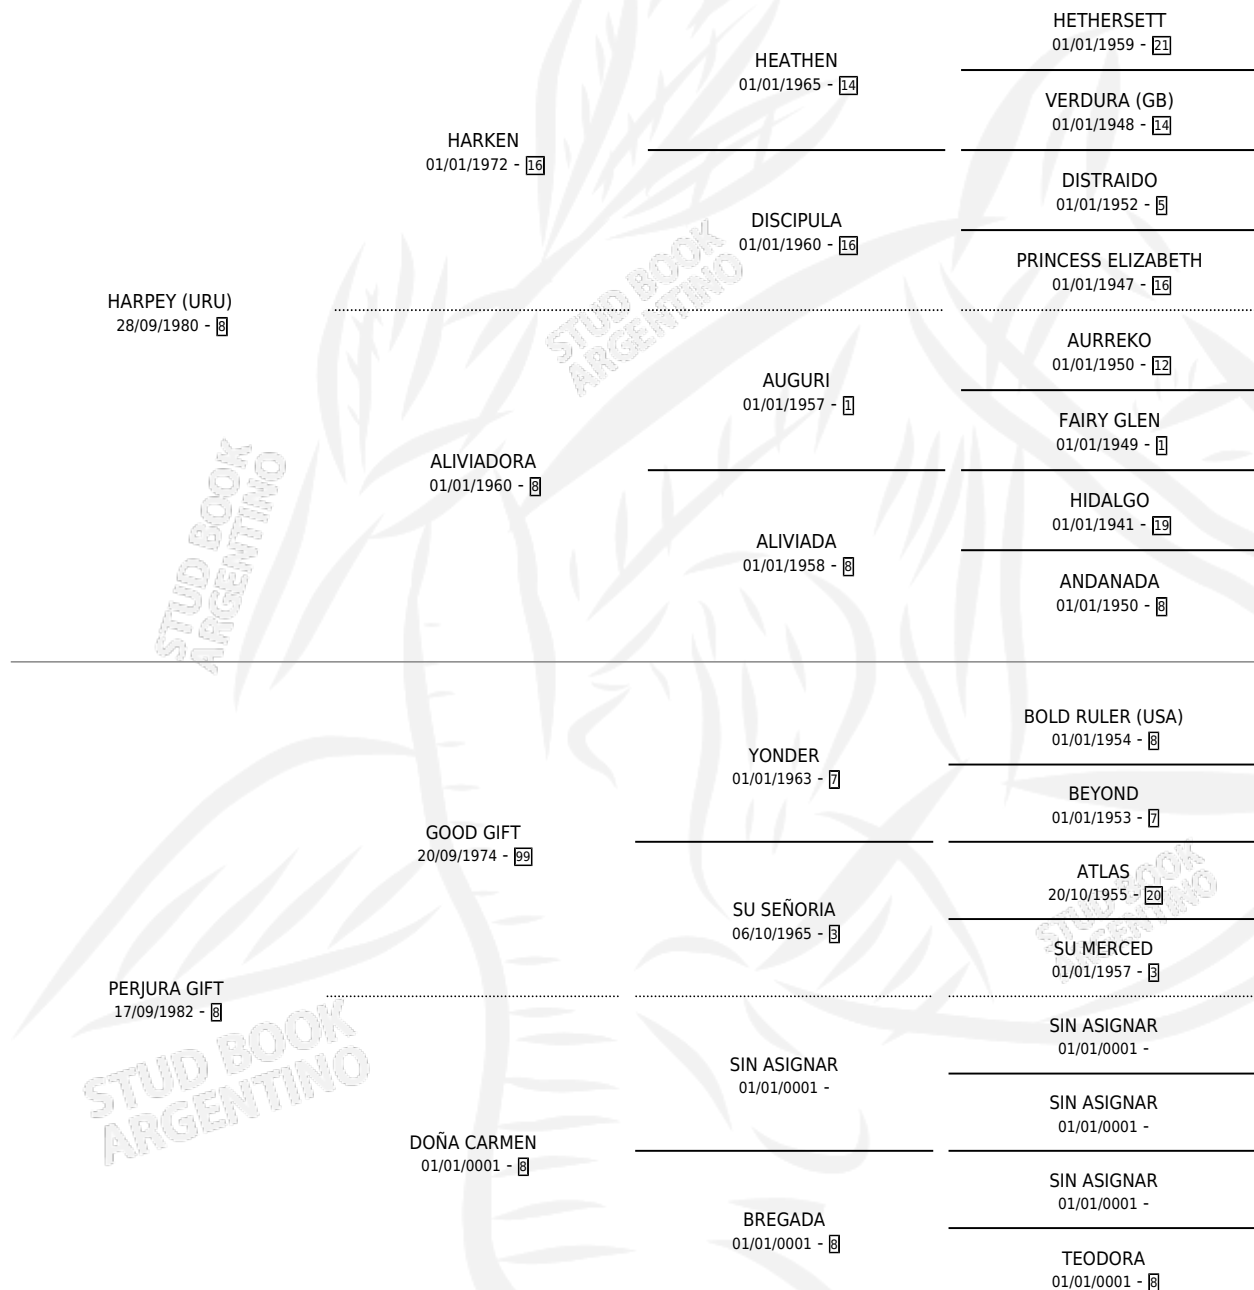 HETHERSETT
01/01/1959 - 21
HEATHEN
01/01/1965 - 14
VERDURA (GB)
01/01/1948 - 14
HARKEN
01/01/1972 - 16
DISTRAIDO
01/01/1952 - 5
DISCIPULA
01/01/1960 - 16
PRINCESS ELIZABETH
01/01/1947 - 16
HARPEY (URU)
28/09/1980 - 8
AURREKO
01/01/1950 - 12
AUGURI
01/01/1957 - 1
FAIRY GLEN
01/01/1949 - 1
ALIVIADORA
01/01/1960 - 8
HIDALGO
01/01/1941 - 19
ALIVIADA
01/01/1958 - 8
ANDANADA
01/01/1950 - 8
BOLD RULER (USA)
01/01/1954 - 8
YONDER
01/01/1963 - 7
BEYOND
01/01/1953 - 7
GOOD GIFT
20/09/1974 - 99
ATLAS
20/10/1955 - 20
SU SEÑORIA
06/10/1965 - 3
SU MERCED
01/01/1957 - 3
PERJURA GIFT
17/09/1982 - 8
SIN ASIGNAR
01/01/0001 -
SIN ASIGNAR
01/01/0001 -
SIN ASIGNAR
01/01/0001 -
DOÑA CARMEN
01/01/0001 - 8
SIN ASIGNAR
01/01/0001 -
BREGADA
01/01/0001 - 8
TEODORA
01/01/0001 - 8
STUD BOOK
ARGENTINO
STUD BOOK
ARGENTINO
STUD BOOK
ARGENTINO
STUD BOOK
ARGENTINO